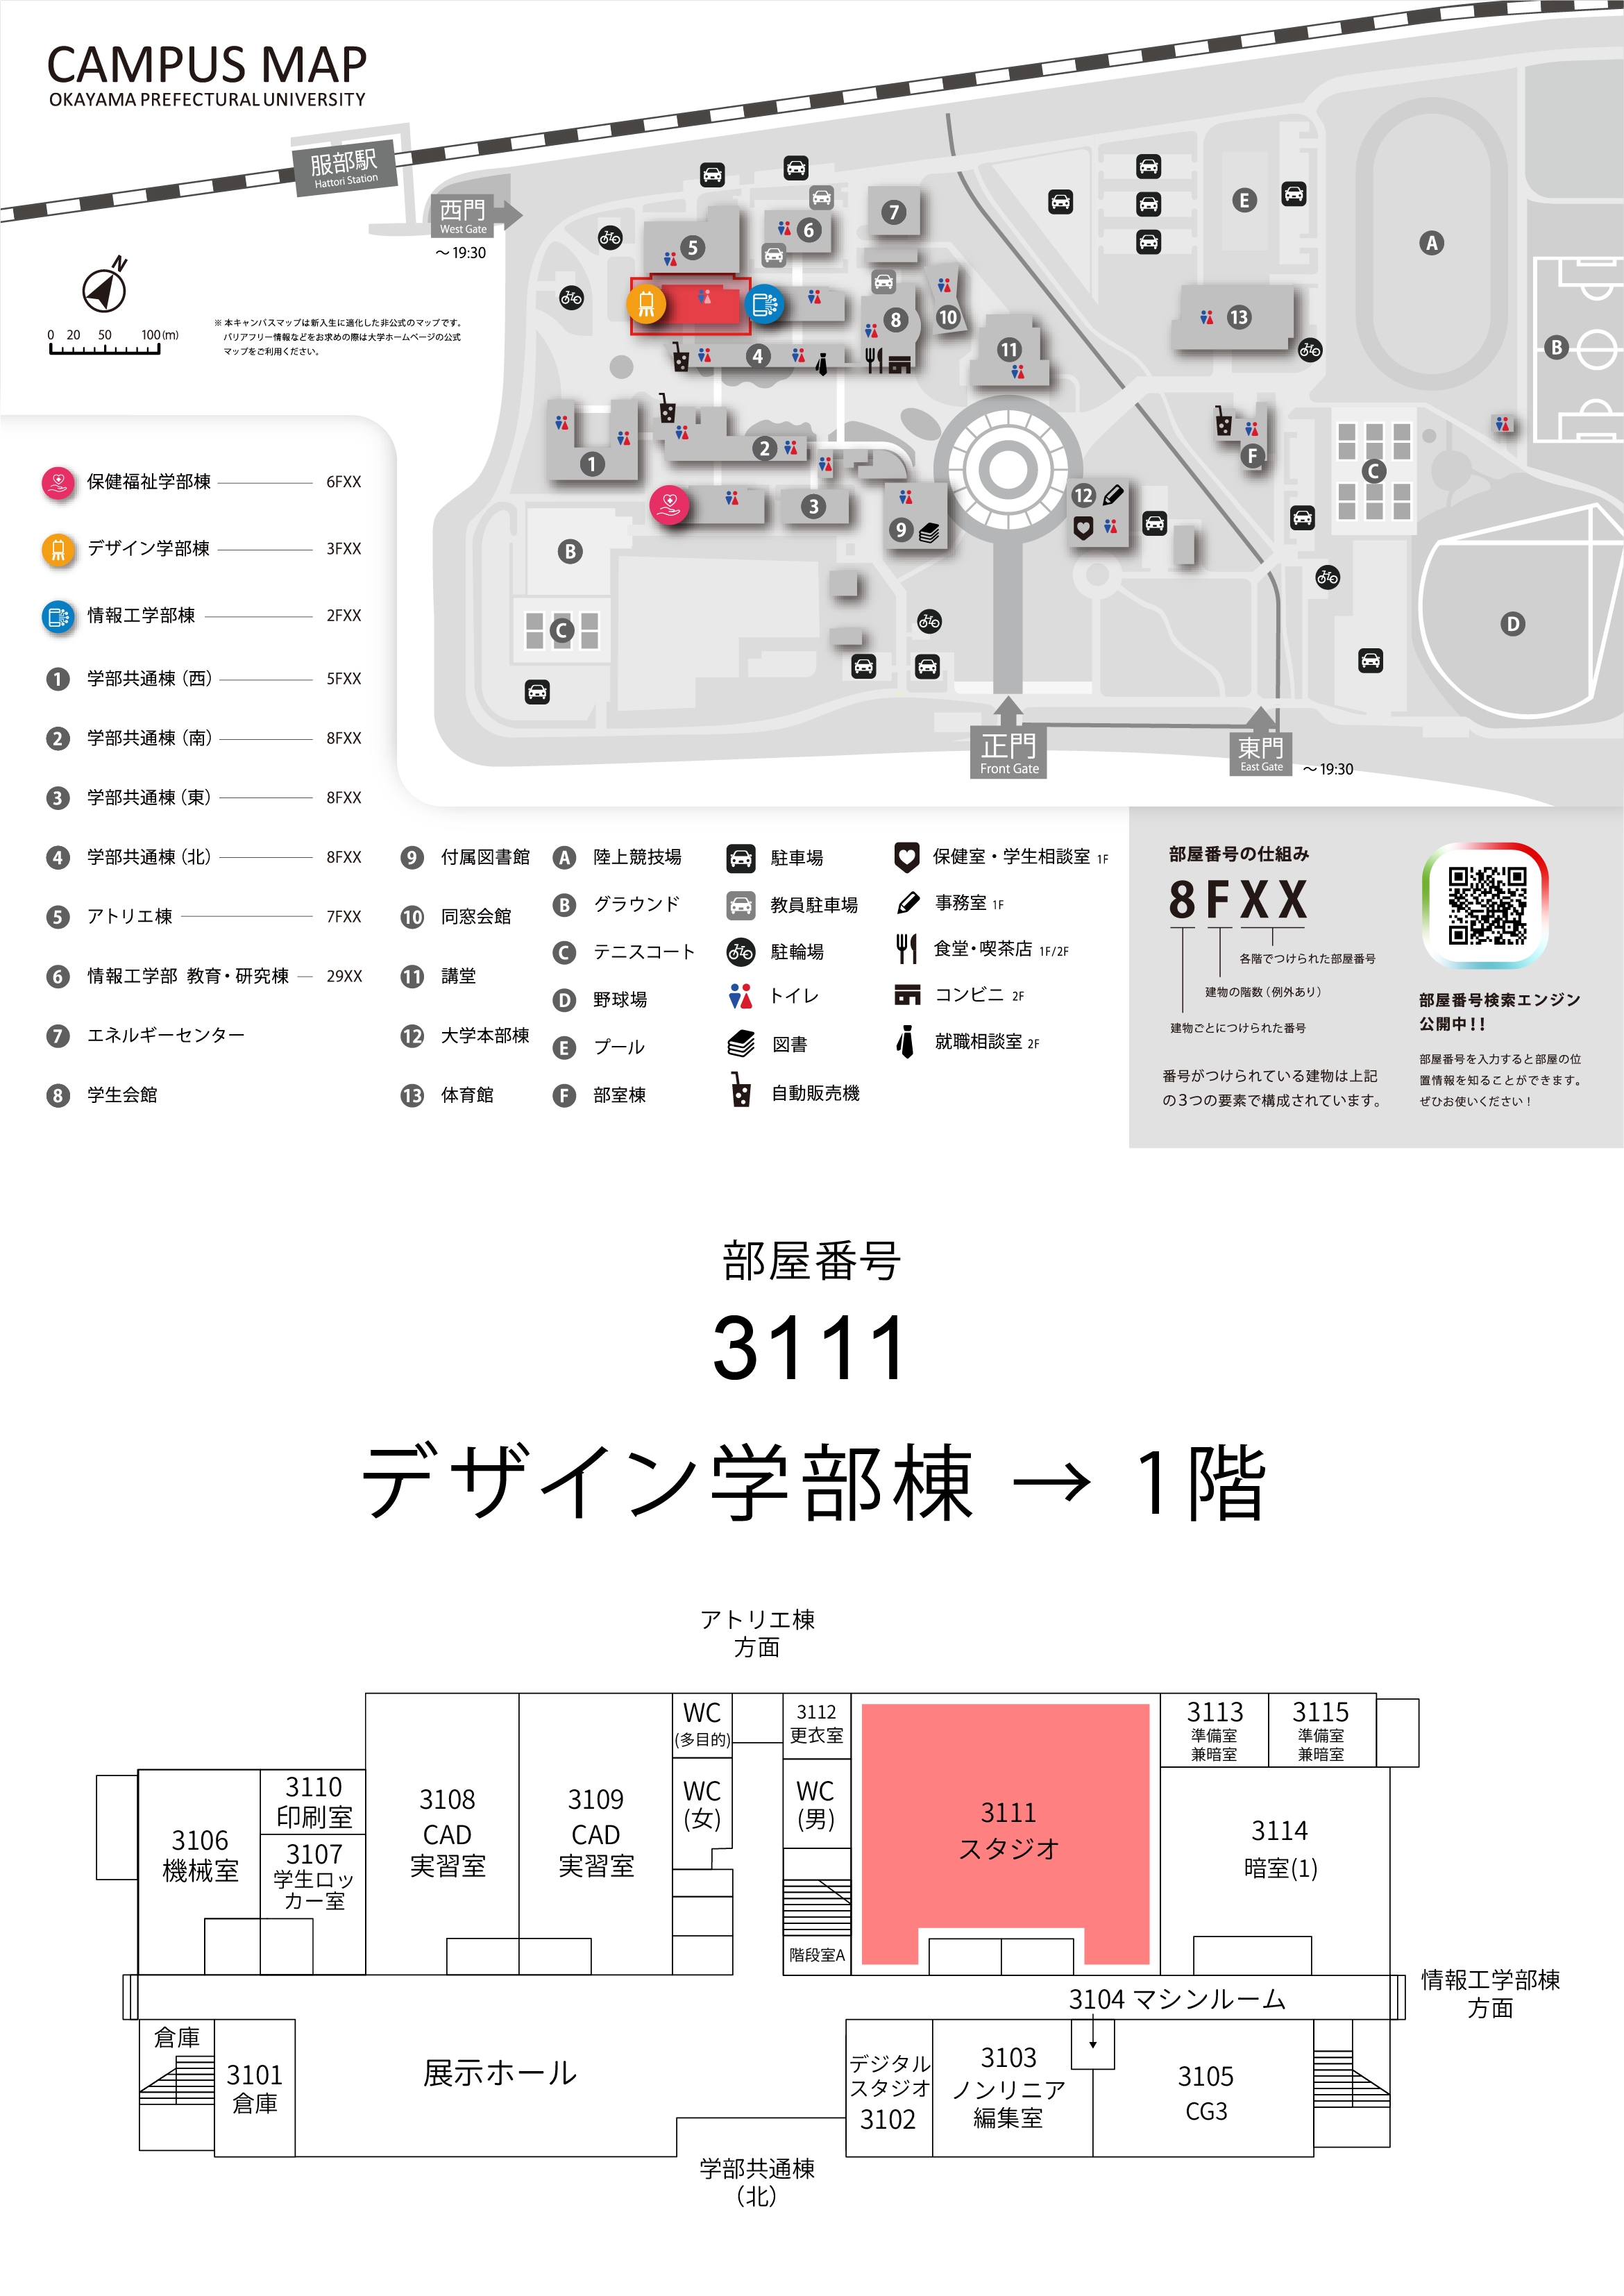 CAMPUS MAP
OKAYAMA PREFECTURAL UNIVERSITY
服部駅
Hattori Station
西門
West Gate
～19:30
N
0 20 50 100(m)
※ 本キャンパスマップは新入生に適化した非公式のマップです。
バリアフリー情報などをお求めの際は大学ホームページの公式
マップをご利用ください。
5
6
7
8
10
4
11
13
E
A
B
1
2
3
9
12
F
C
B
C
D
正門
Front Gate
東門
East Gate
～19:30
保健福祉学部棟 6FXX
デザイン学部棟 3FXX
情報工学部棟 2FXX
1 学部共通棟（西） 5FXX
2 学部共通棟（南） 8FXX
3 学部共通棟（東） 8FXX
4 学部共通棟（北） 8FXX
5 アトリエ棟 7FXX
6 情報工学部 教育・研究棟 29XX
7 エネルギーセンター
8 学生会館
9 付属図書館
10 同窓会館
11 講堂
12 大学本部棟
13 体育館
A 陸上競技場
B グラウンド
C テニスコート
D 野球場
E プール
F 部室棟
駐車場
教員駐車場
駐輪場
トイレ
図書
自動販売機
保健室・学生相談室 1F
事務室 1F
食堂・喫茶店 1F/2F
コンビニ 2F
就職相談室 2F
部屋番号の仕組み
8FXX
各階でつけられた部屋番号
建物の階数（例外あり）
建物ごとにつけられた番号
番号がつけられている建物は上記
の3つの要素で構成されています。
部屋番号検索エンジン
公開中！！
部屋番号を入力すると部屋の位
置情報を知ることができます。
ぜひお使いください！
部屋番号
3111
デザイン学部棟 → 1階
アトリエ棟
方面
WC
(多目的)
3112
更衣室
3113
準備室
兼暗室
3115
準備室
兼暗室
3110
印刷室
3106
機械室
3107
学生ロッ
カー室
3108
CAD
実習室
3109
CAD
実習室
WC
(女)
WC
(男)
3111
スタジオ
3114
暗室(1)
階段室A
情報工学部棟
方面
3104 マシンルーム
倉庫
3101
倉庫
展示ホール
デジタル
スタジオ
3102
3103
ノンリニア
編集室
3105
CG3
学部共通棟
（北）